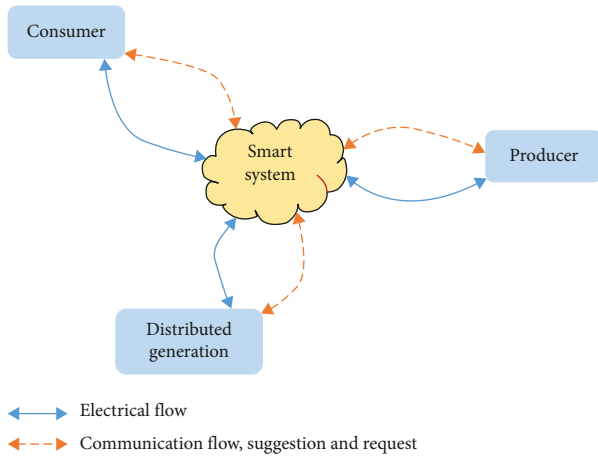 Consumer
Smart
system
Producer
Distributed
generation
Electrical flow
Communication flow, suggestion and request